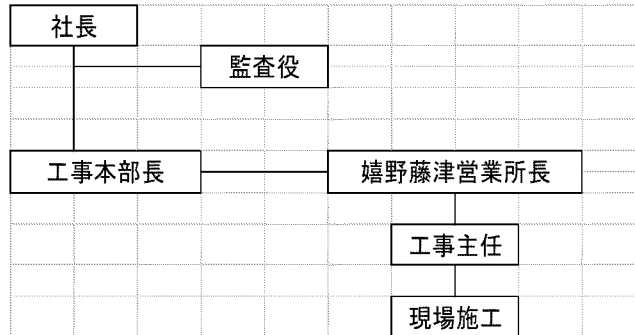 社長
監査役
工事本部長
嬉野藤津営業所長
工事主任
現場施工